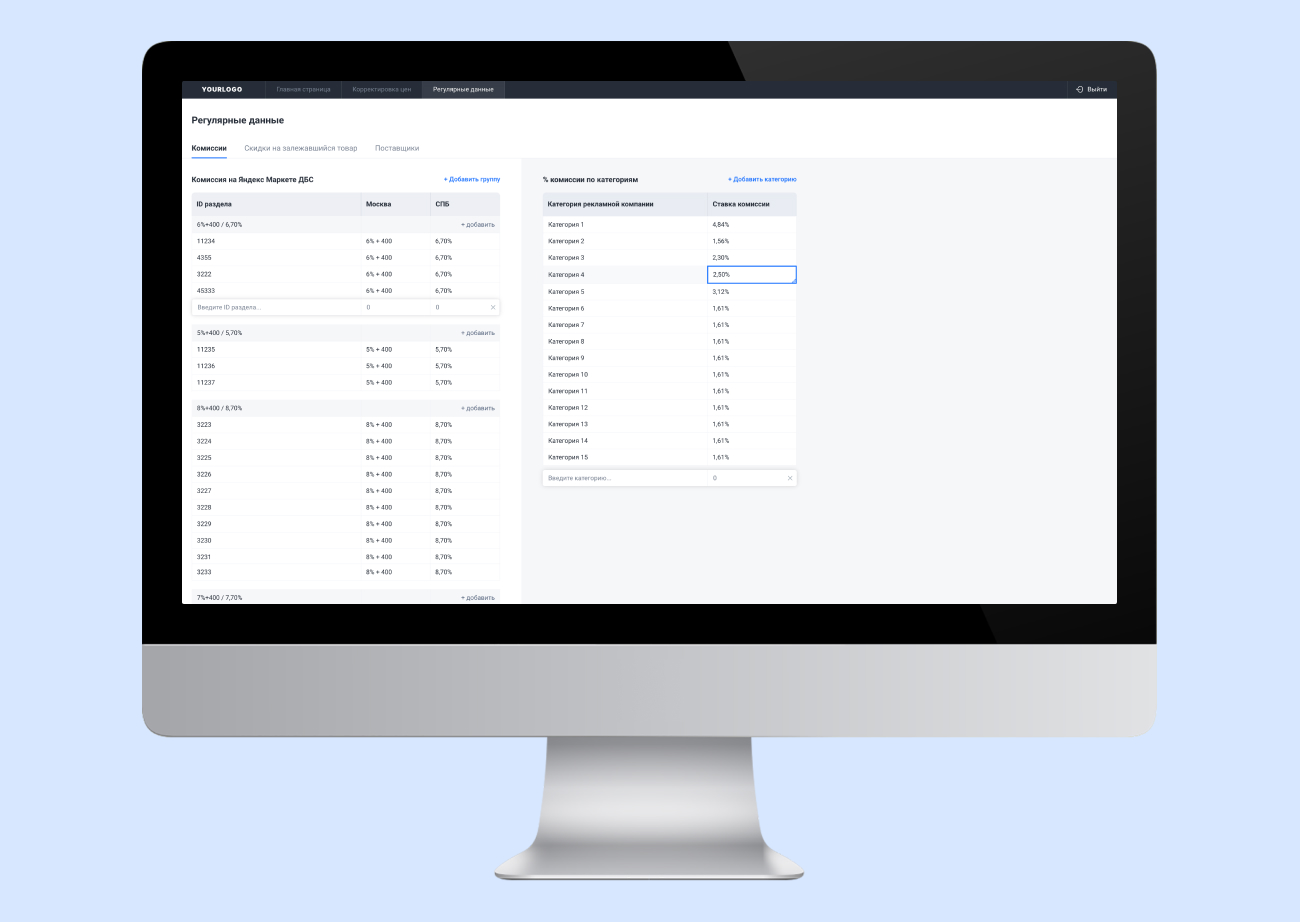 YOURLOGO Главная страница Корректировка цен Регулярные данные Выйти
Регулярные данные
Комиссии Скидки на залежавшийся товар Поставщики
Комиссия на Яндекс Маркете ДБС + Добавить группу
ID раздела Москва СПБ
6%+400 / 6,70% + добавить
11234 6% + 400 6,70%
4355 6% + 400 6,70%
3222 6% + 400 6,70%
45333 6% + 400 6,70%
Введите ID раздела... 0 0 ×
5%+400 / 5,70% + добавить
11235 5% + 400 5,70%
11236 5% + 400 5,70%
11237 5% + 400 5,70%
8%+400 / 8,70% + добавить
3223 8% + 400 8,70%
3224 8% + 400 8,70%
3225 8% + 400 8,70%
3226 8% + 400 8,70%
3227 8% + 400 8,70%
3228 8% + 400 8,70%
3229 8% + 400 8,70%
3230 8% + 400 8,70%
3231 8% + 400 8,70%
3233 8% + 400 8,70%
7%+400 / 7,70% + добавить
% комиссии по категориям + Добавить категорию
Категория рекламной компании Ставка комиссии
Категория 1 4,84%
Категория 2 1,56%
Категория 3 2,30%
Категория 4 2,50%
Категория 5 3,12%
Категория 6 1,61%
Категория 7 1,61%
Категория 8 1,61%
Категория 9 1,61%
Категория 10 1,61%
Категория 11 1,61%
Категория 12 1,61%
Категория 13 1,61%
Категория 14 1,61%
Категория 15 1,61%
Введите категорию... 0 ×